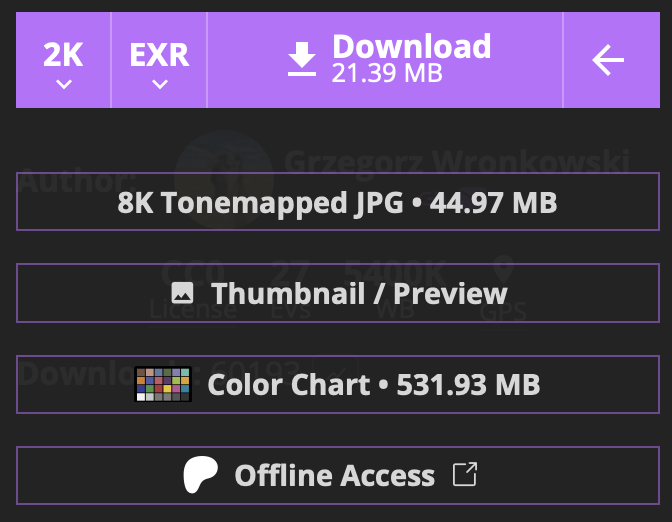 2K
EXR
Download
21.39 MB
Author:
Grzegorz Wronkowski
8K Tonemapped JPG • 44.97 MB
CC0
27
5400K
Thumbnail / Preview
License
EVs
WB
GPS
Downloads: 60193
Color Chart • 531.93 MB
Offline Access